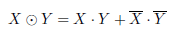 X ⊙ Y = X · Y + X̅ · Y̅